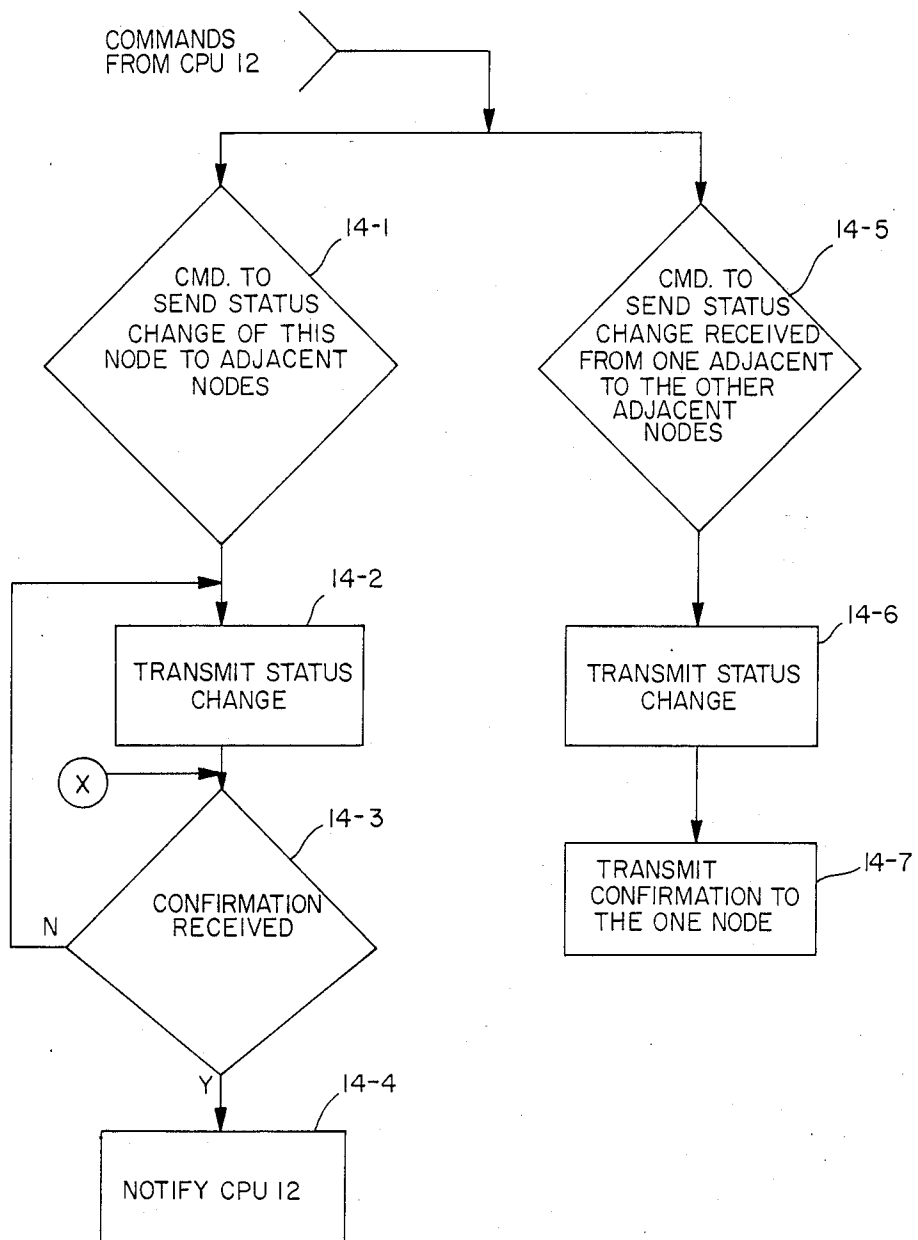 COMMANDS
FROM CPU 12
14-1
CMD. TO
SEND STATUS
CHANGE OF THIS
NODE TO ADJACENT
NODES
14-5
CMD. TO
SEND STATUS
CHANGE RECEIVED
FROM ONE ADJACENT
TO THE OTHER
ADJACENT
NODES
14-2
TRANSMIT STATUS
CHANGE
14-6
TRANSMIT STATUS
CHANGE
X
14-3
CONFIRMATION
RECEIVED
N
Y
14-7
TRANSMIT
CONFIRMATION TO
THE ONE NODE
14-4
NOTIFY CPU 12